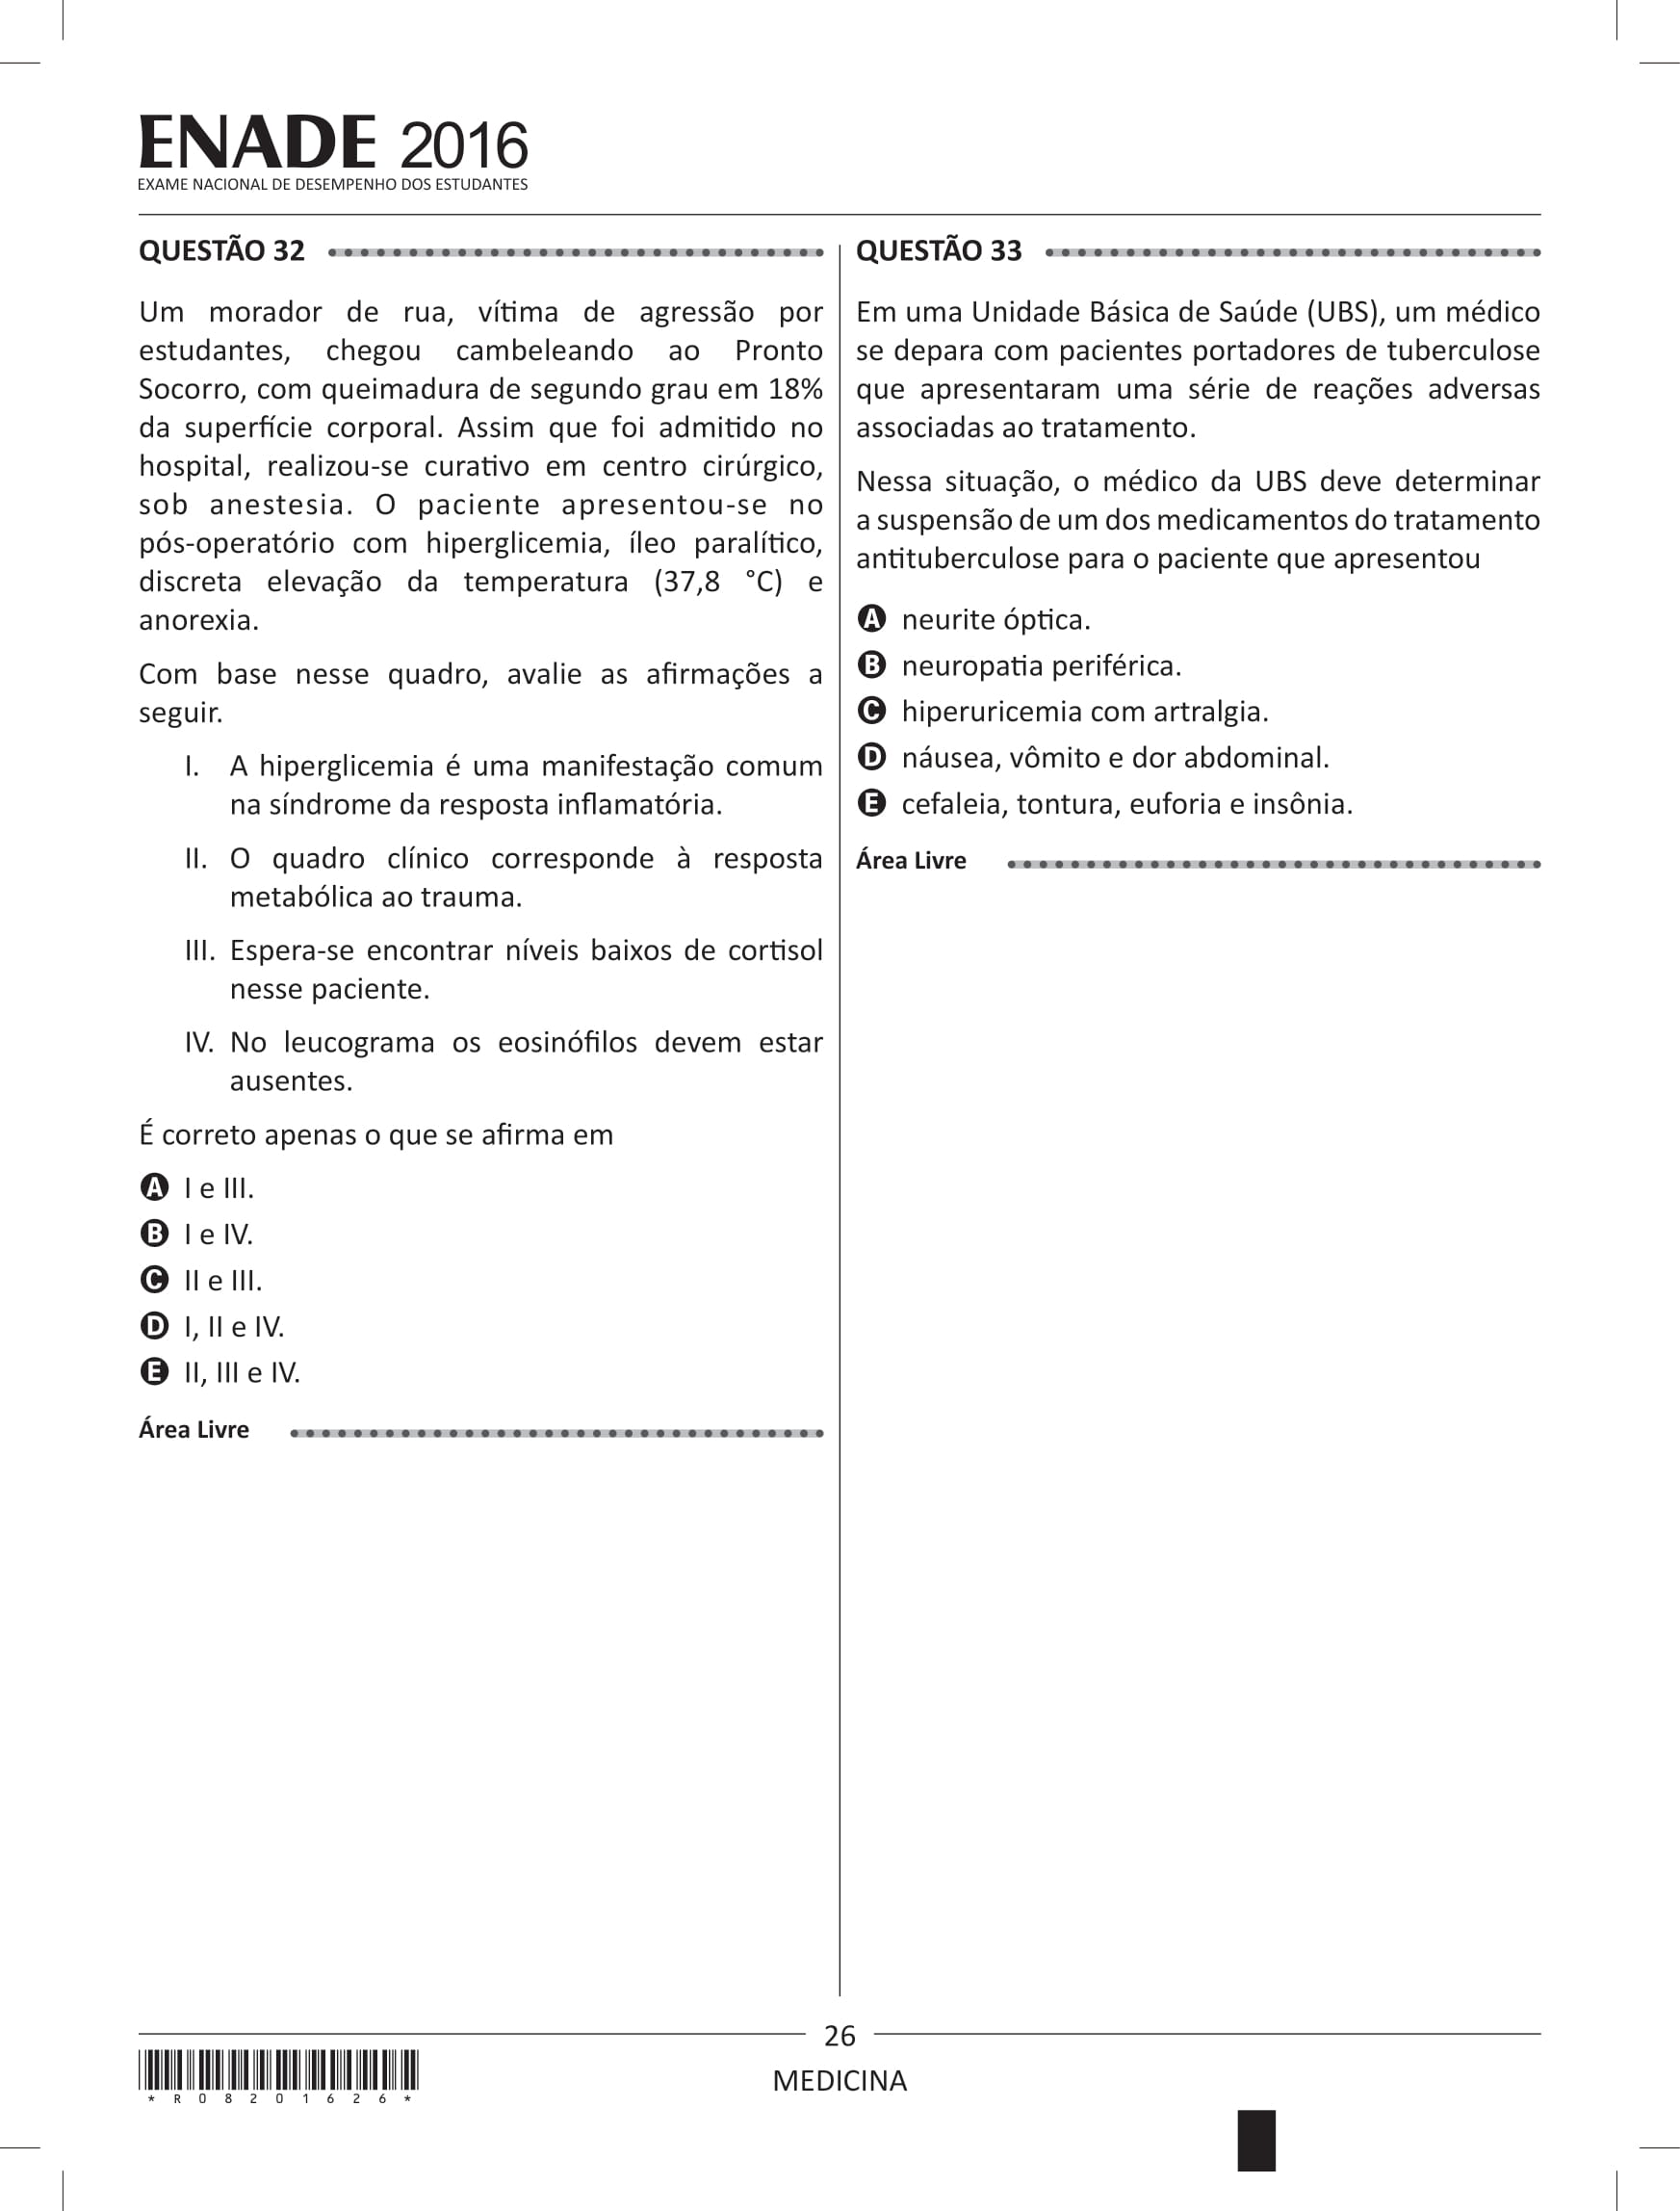 ENADE 2016
EXAME NACIONAL DE DESEMPENHO DOS ESTUDANTES
QUESTÃO 32
Um morador de rua, vítima de agressão por
estudantes, chegou cambeleando ao Pronto
Socorro, com queimadura de segundo grau em 18%
da superfície corporal. Assim que foi admitido no
hospital, realizou-se curativo em centro cirúrgico,
sob anestesia. O paciente apresentou-se no
pós-operatório com hiperglicemia, íleo paralítico,
discreta elevação da temperatura (37,8 °C) e
anorexia.
Com base nesse quadro, avalie as afirmações a
seguir.
I. A hiperglicemia é uma manifestação comum
na síndrome da resposta inflamatória.
II. O quadro clínico corresponde à resposta
metabólica ao trauma.
III. Espera-se encontrar níveis baixos de cortisol
nesse paciente.
IV. No leucograma os eosinófilos devem estar
ausentes.
É correto apenas o que se afirma em
A I e III.
B I e IV.
C II e III.
D I, II e IV.
E II, III e IV.
Área Livre
QUESTÃO 33
Em uma Unidade Básica de Saúde (UBS), um médico
se depara com pacientes portadores de tuberculose
que apresentaram uma série de reações adversas
associadas ao tratamento.
Nessa situação, o médico da UBS deve determinar
a suspensão de um dos medicamentos do tratamento
antituberculose para o paciente que apresentou
A neurite óptica.
B neuropatia periférica.
C hiperuricemia com artralgia.
D náusea, vômito e dor abdominal.
E cefaleia, tontura, euforia e insônia.
Área Livre
26
MEDICINA
* R 0 8 2 0 1 6 2 6 *